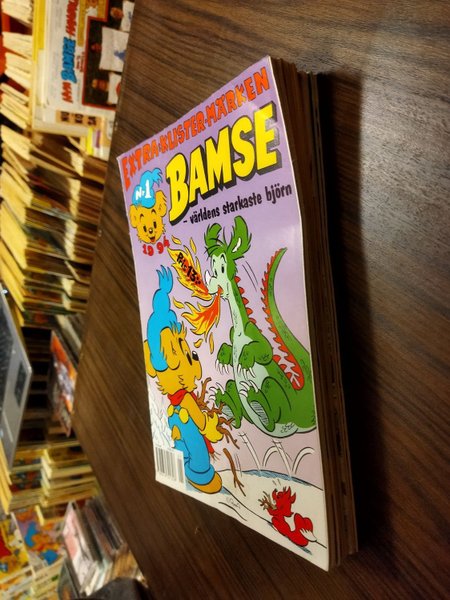 EXTRA·KLISTER·MÄRKEN
Nr 1
1994
BAMSE
- världens starkaste björn